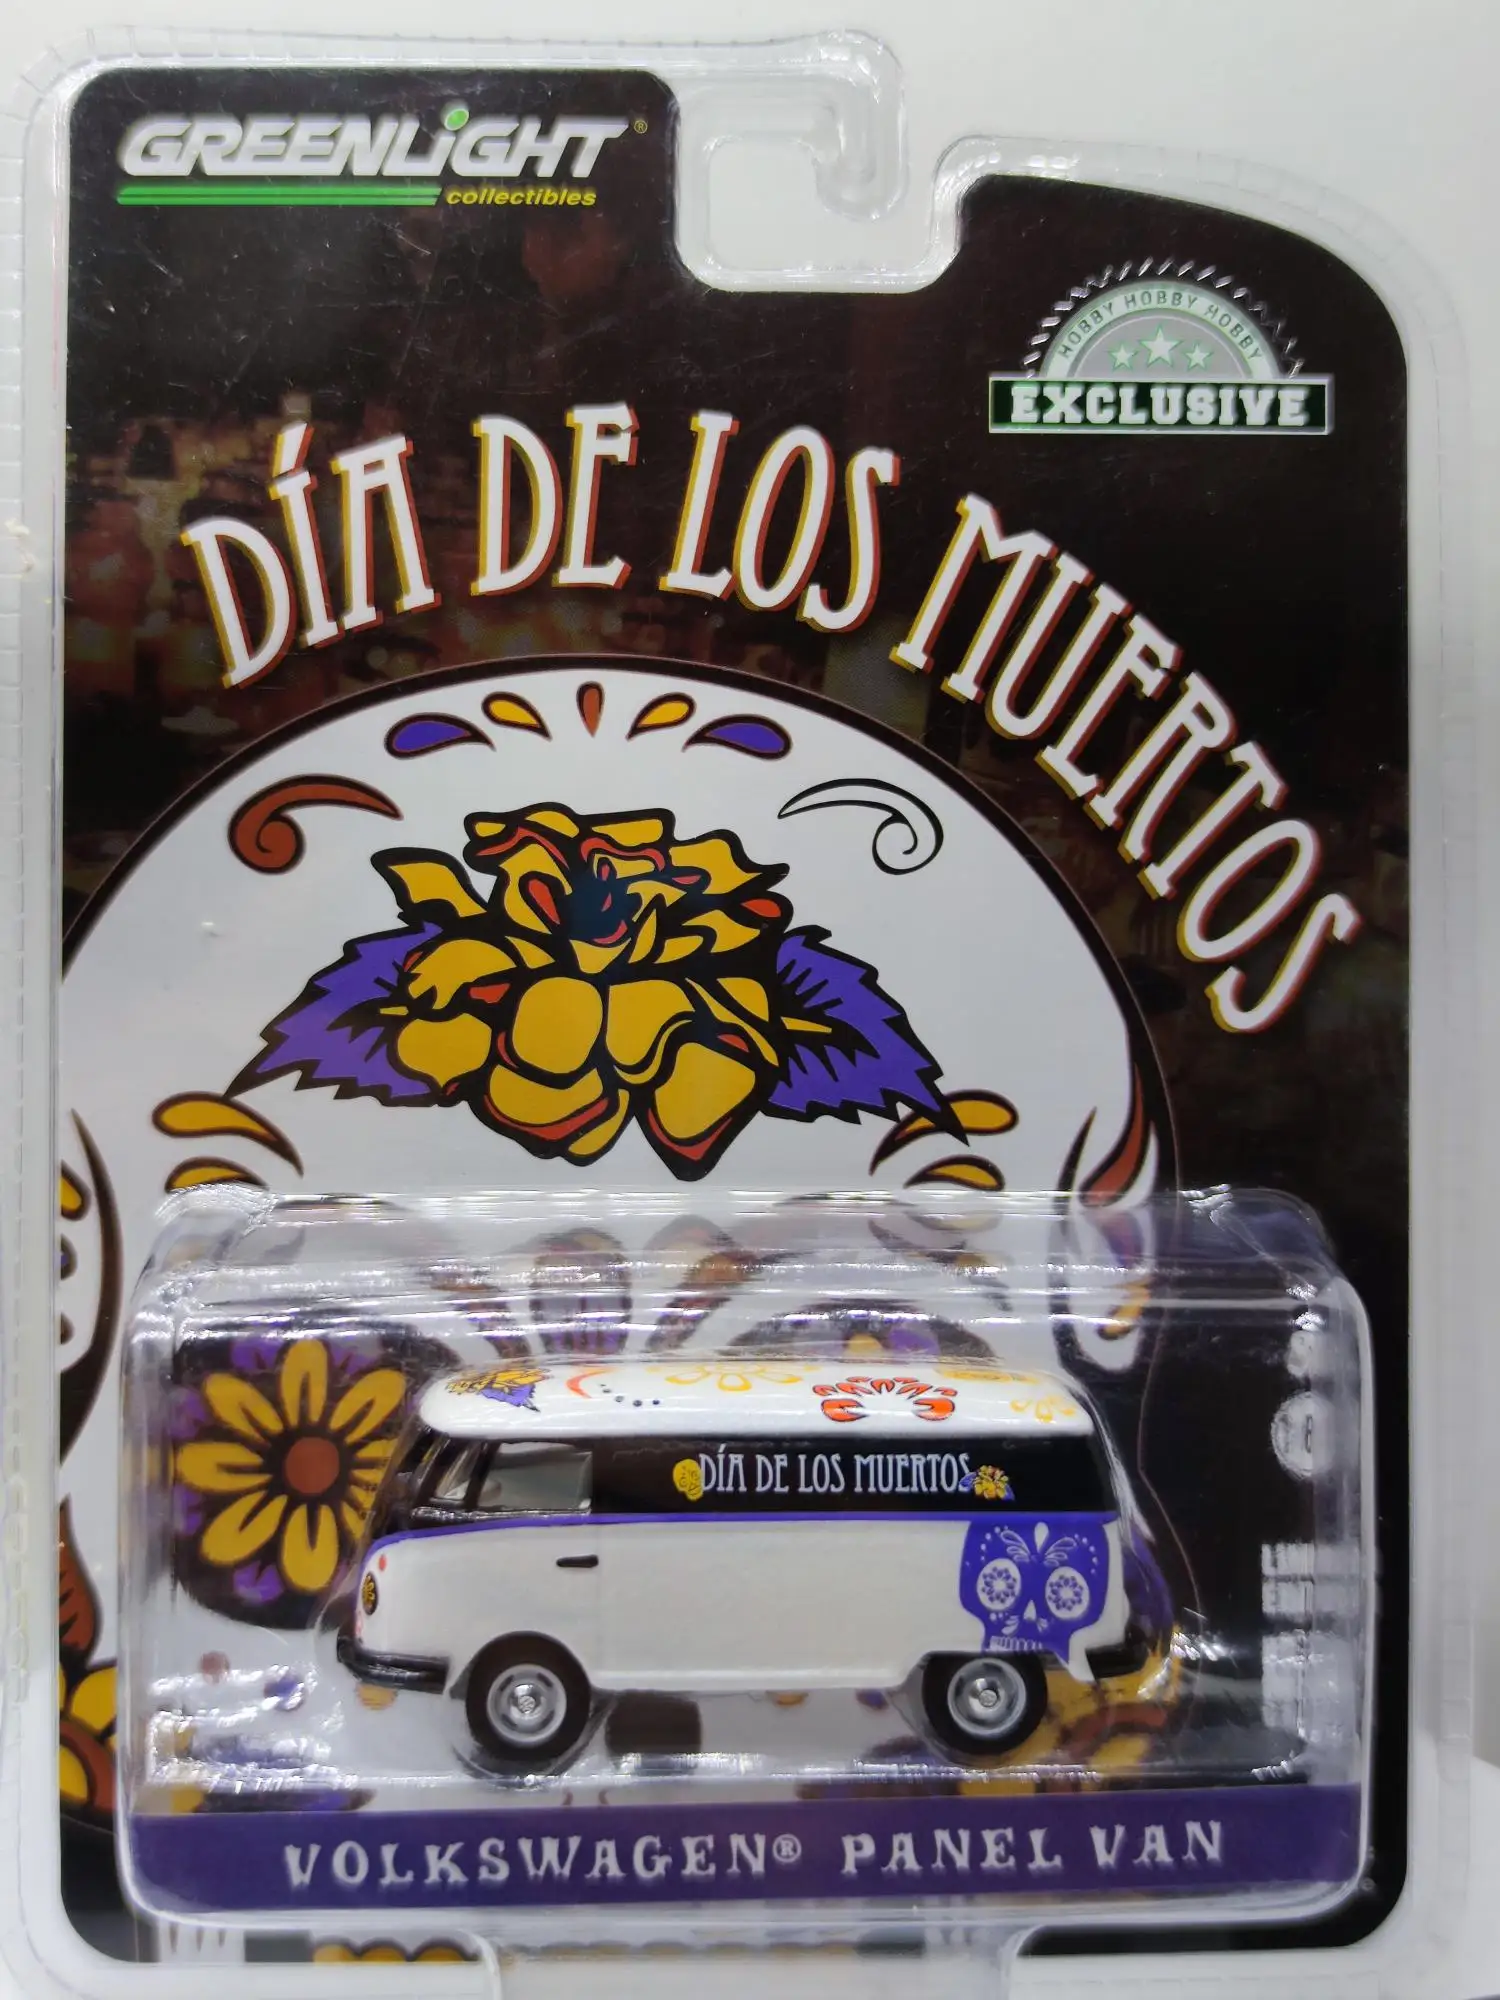 GREENLiGHT®
collectibles
HOBBY HOBBY HOBBY
EXCLUSIVE
DÍA DE LOS MUERTOS
DÍA DE LOS MUERTOS
VOLKSWAGEN® PANEL VAN